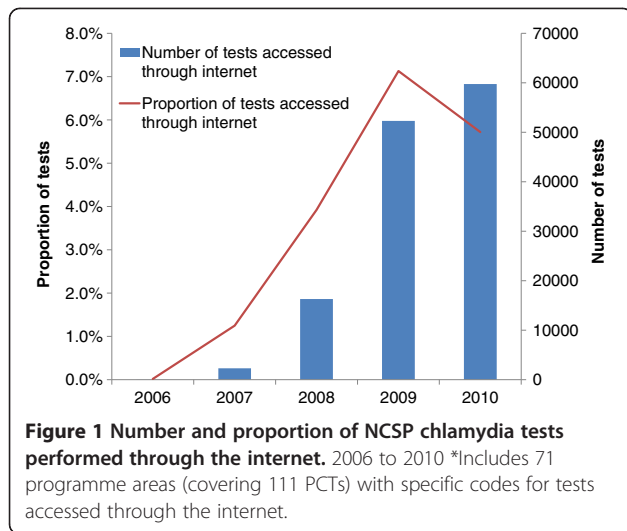 8.0%
7.0%
6.0%
5.0%
4.0%
3.0%
2.0%
1.0%
0.0%
Proportion of tests
Number of tests accessed
through internet
Proportion of tests accessed
through internet
70000
60000
50000
40000
30000
20000
10000
0
Number of tests
2006 2007 2008 2009 2010
Figure 1 Number and proportion of NCSP chlamydia tests
performed through the internet. 2006 to 2010 *Includes 71
programme areas (covering 111 PCTs) with specific codes for tests
accessed through the internet.